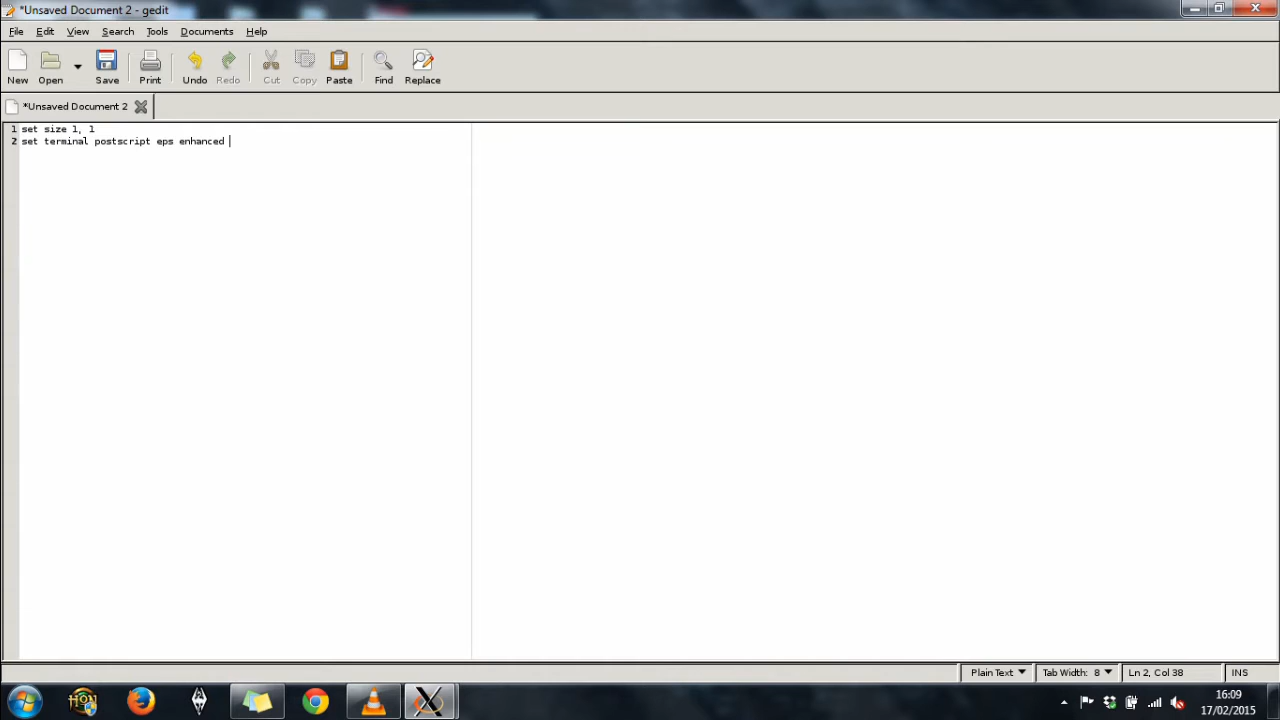 *Unsaved Document 2 - gedit
File Edit View Search Tools Documents Help
New Open Save Print Undo Redo Cut Copy Paste Find Replace
*Unsaved Document 2
1 set size 1, 1
2 set terminal postscript eps enhanced
Plain Text Tab Width: 8 Ln 2, Col 38 INS
HON
16:09
17/02/2015